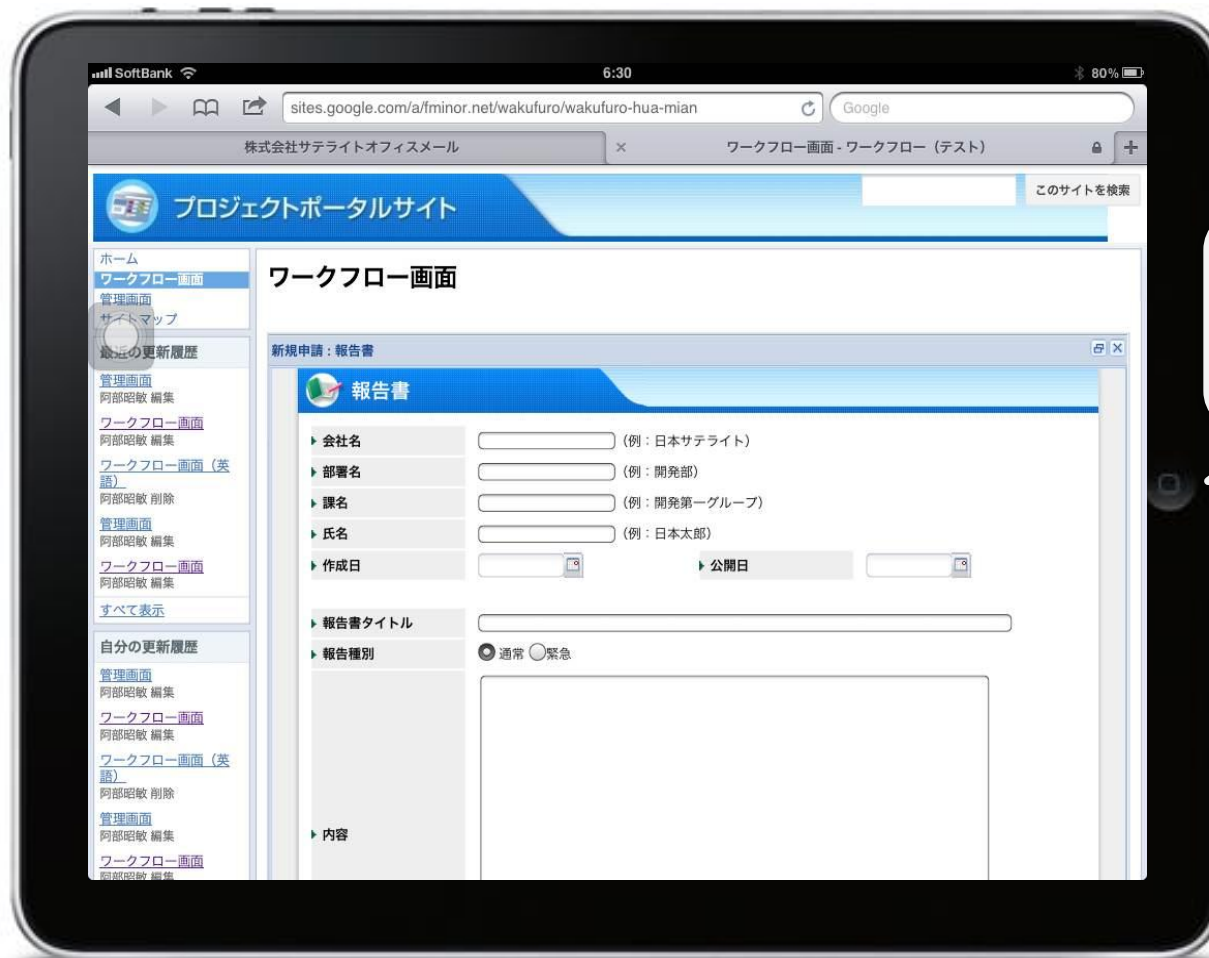 SoftBank 6:30 80%
sites.google.com/a/fminor.net/wakufuro/wakufuro-hua-mian Google
株式会社サテライトオフィスメール ワークフロー画面 - ワークフロー（テスト）
プロジェクトポータルサイト このサイトを検索
ホーム
ワークフロー画面
管理画面
サイトマップ
最近の更新履歴
管理画面
阿部昭敏 編集
ワークフロー画面
阿部昭敏 編集
ワークフロー画面（英
語）
阿部昭敏 削除
管理画面
阿部昭敏 編集
ワークフロー画面
阿部昭敏 編集
すべて表示
自分の更新履歴
管理画面
阿部昭敏 編集
ワークフロー画面
阿部昭敏 編集
ワークフロー画面（英
語）
阿部昭敏 削除
管理画面
阿部昭敏 編集
ワークフロー画面
阿部昭敏 編集
ワークフロー画面
新規申請 : 報告書
報告書
会社名 （例：日本サテライト）
部署名 （例：開発部）
課名 （例：開発第一グループ）
氏名 （例：日本太郎）
作成日 公開日
報告書タイトル
報告種別 通常 緊急
内容